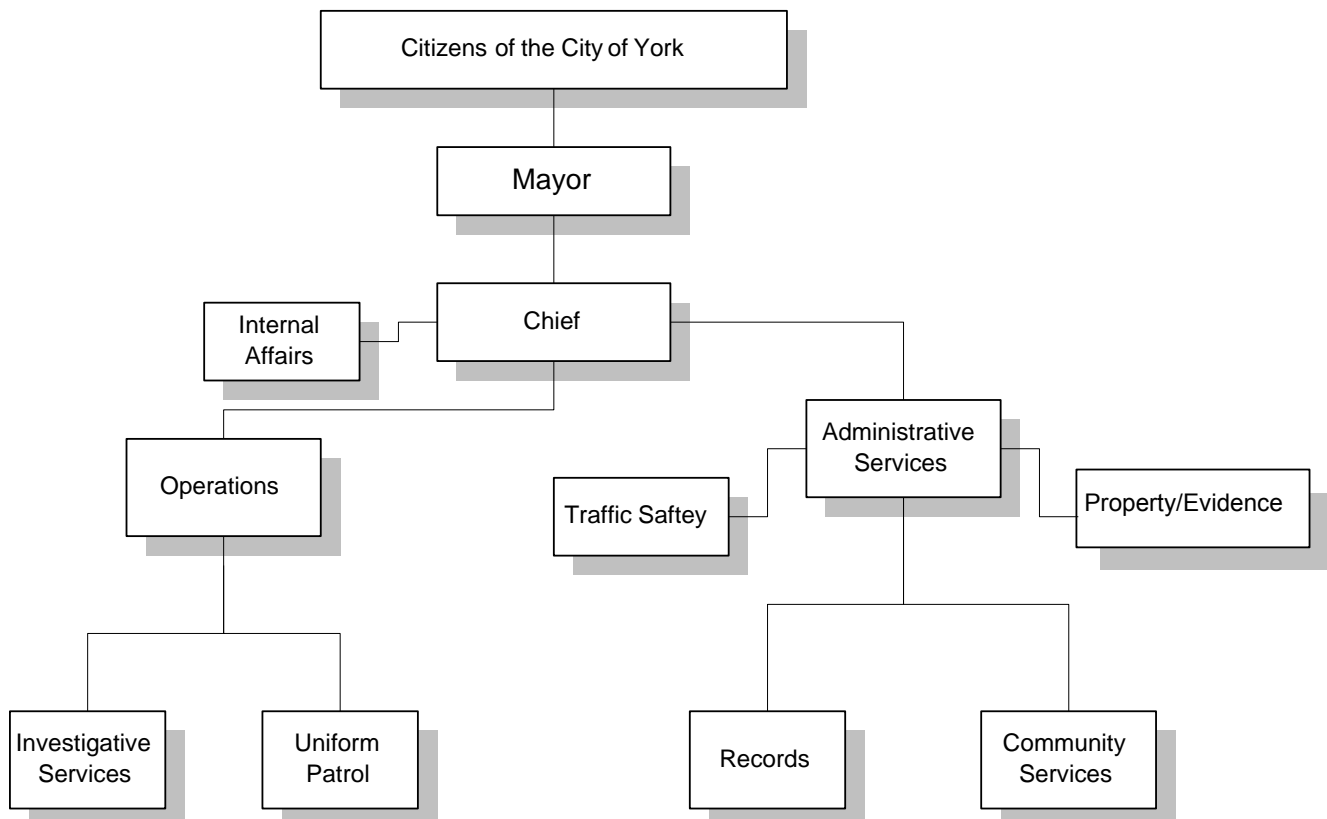 Citizens of the City of York
Mayor
Chief
Internal
Affairs
Administrative
Services
Operations
Traffic Saftey
Property/Evidence
Investigative
Services
Uniform
Patrol
Records
Community
Services